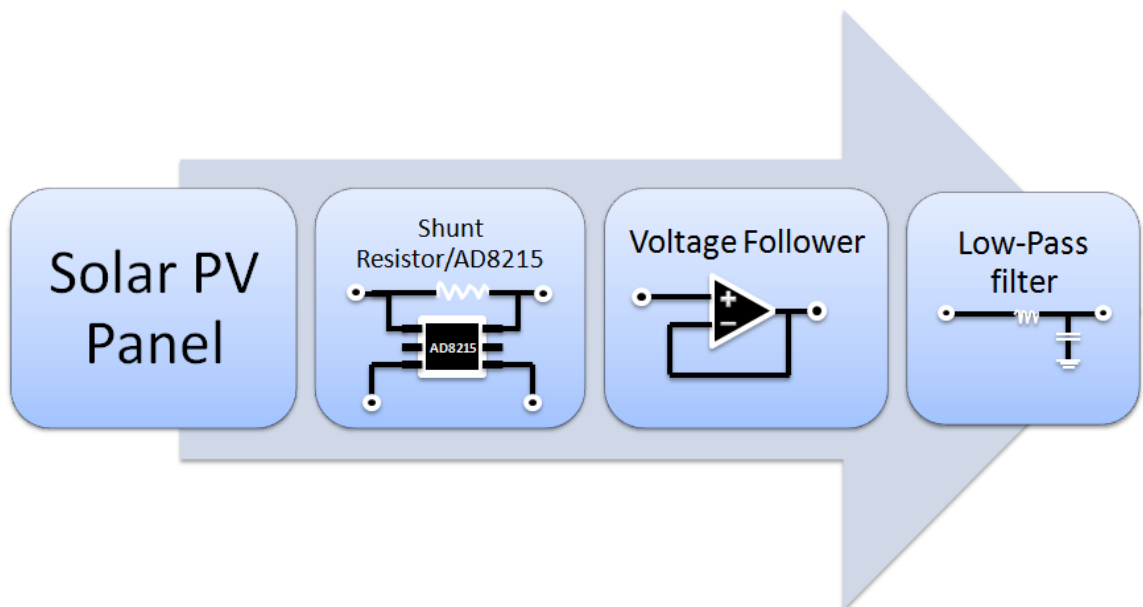 Solar PV
Panel
Shunt
Resistor/AD8215
AD8215
Voltage Follower
+
−
Low-Pass
filter